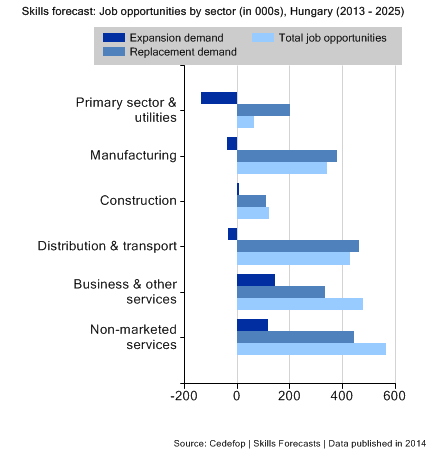 Skills forecast: Job opportunities by sector (in 000s), Hungary (2013 - 2025)
Expansion demand
Total job opportunities
Replacement demand
Primary sector &
utilities
Manufacturing
Construction
Distribution & transport
Business & other
services
Non-marketed
services
-200 0 200 400 600
Source: Cedefop | Skills Forecasts | Data published in 2014